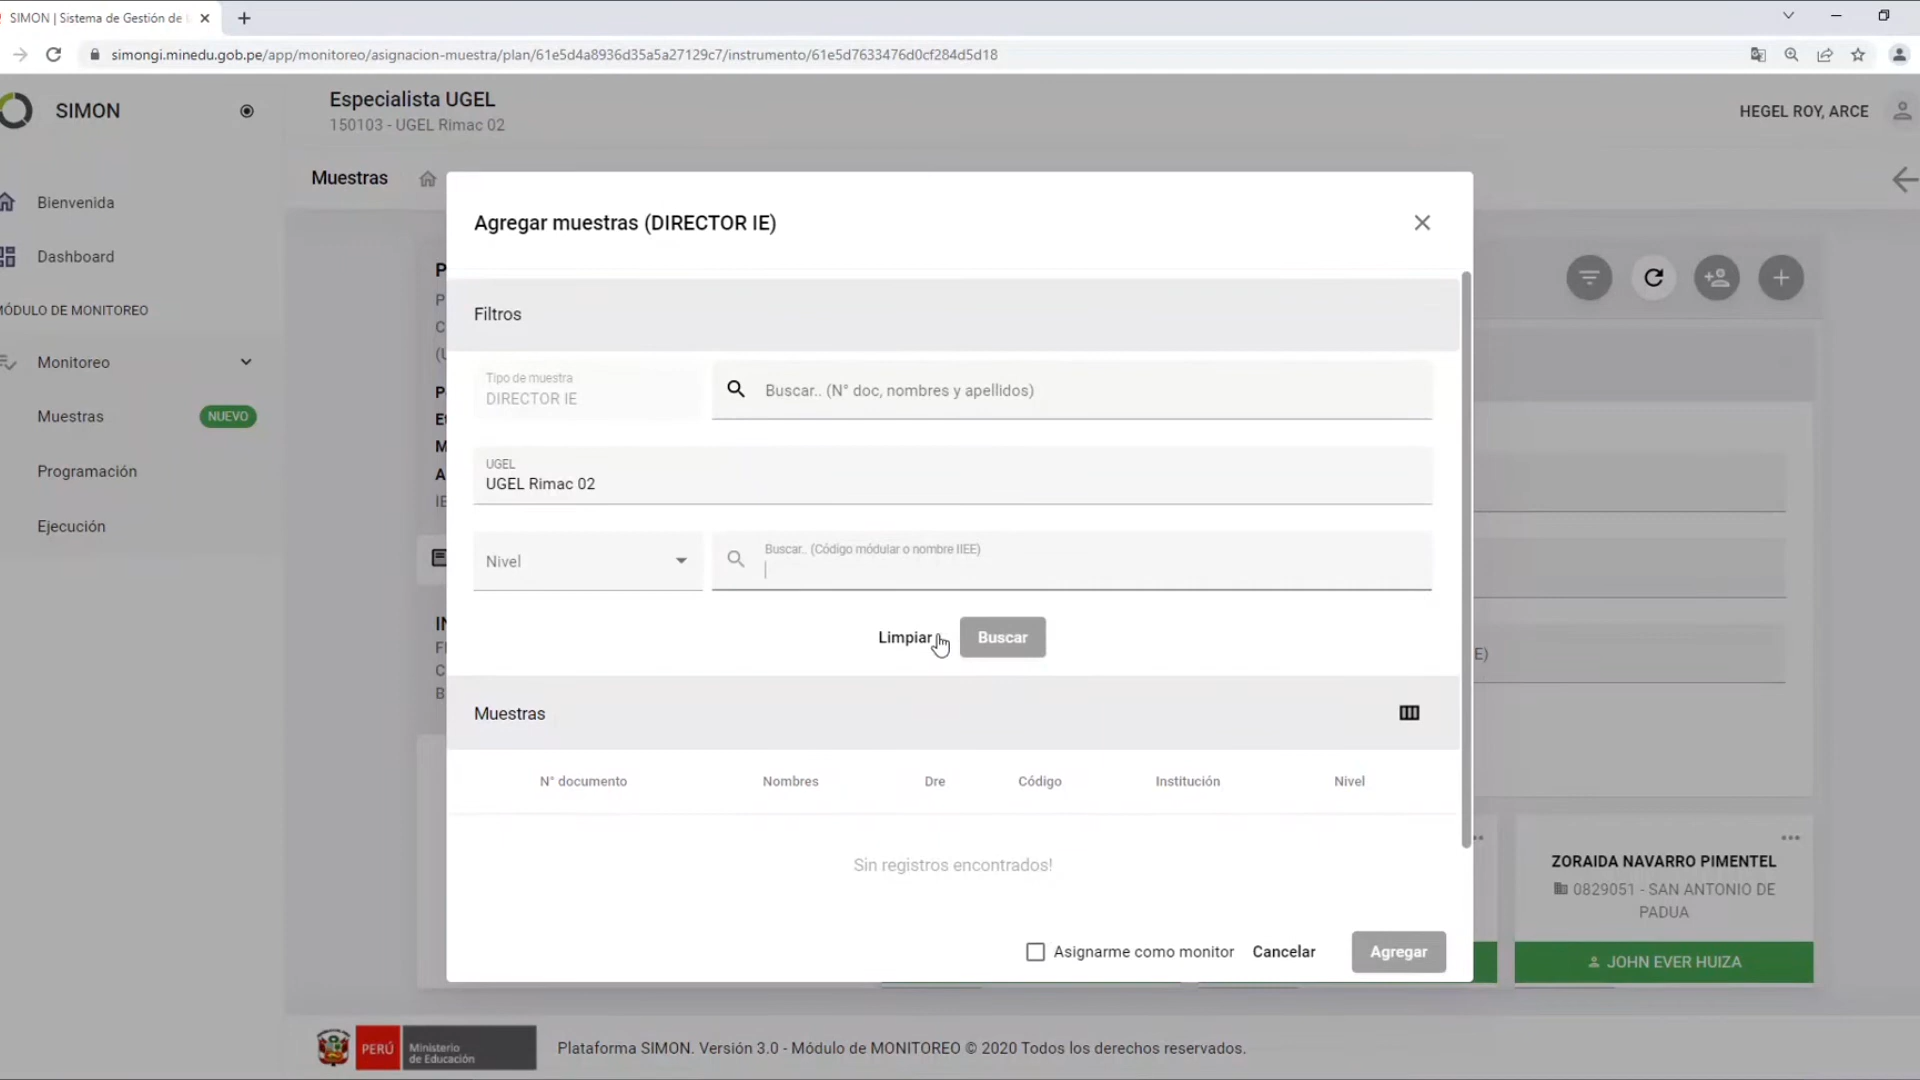 SIMON | Sistema de Gestión de
simongi.minedu.gob.pe/app/monitoreo/asignacion-muestra/plan/61e5d4a8936d35a5a27129c7/instrumento/61e5d7633476d0cf284d5d18
SIMON
Especialista UGEL
150103 - UGEL Rimac 02
HEGEL ROY, ARCE
Muestras
Bienvenida
Dashboard
MÓDULO DE MONITOREO
Monitoreo
Muestras
NUEVO
Programación
Ejecución
Agregar muestras (DIRECTOR IE)
Filtros
Tipo de muestra
DIRECTOR IE
Buscar.. (N° doc, nombres y apellidos)
UGEL
UGEL Rimac 02
Nivel
Buscar.. (Código módular o nombre IIEE)
Limpiar
Buscar
Muestras
N° documento Nombres Dre Código Institución Nivel
Sin registros encontrados!
Asignarme como monitor
Cancelar
Agregar
ZORAIDA NAVARRO PIMENTEL
0829051 - SAN ANTONIO DE
PADUA
JOHN EVER HUIZA
PERÚ
Ministerio
de Educación
Plataforma SIMON. Versión 3.0 - Módulo de MONITOREO © 2020 Todos los derechos reservados.